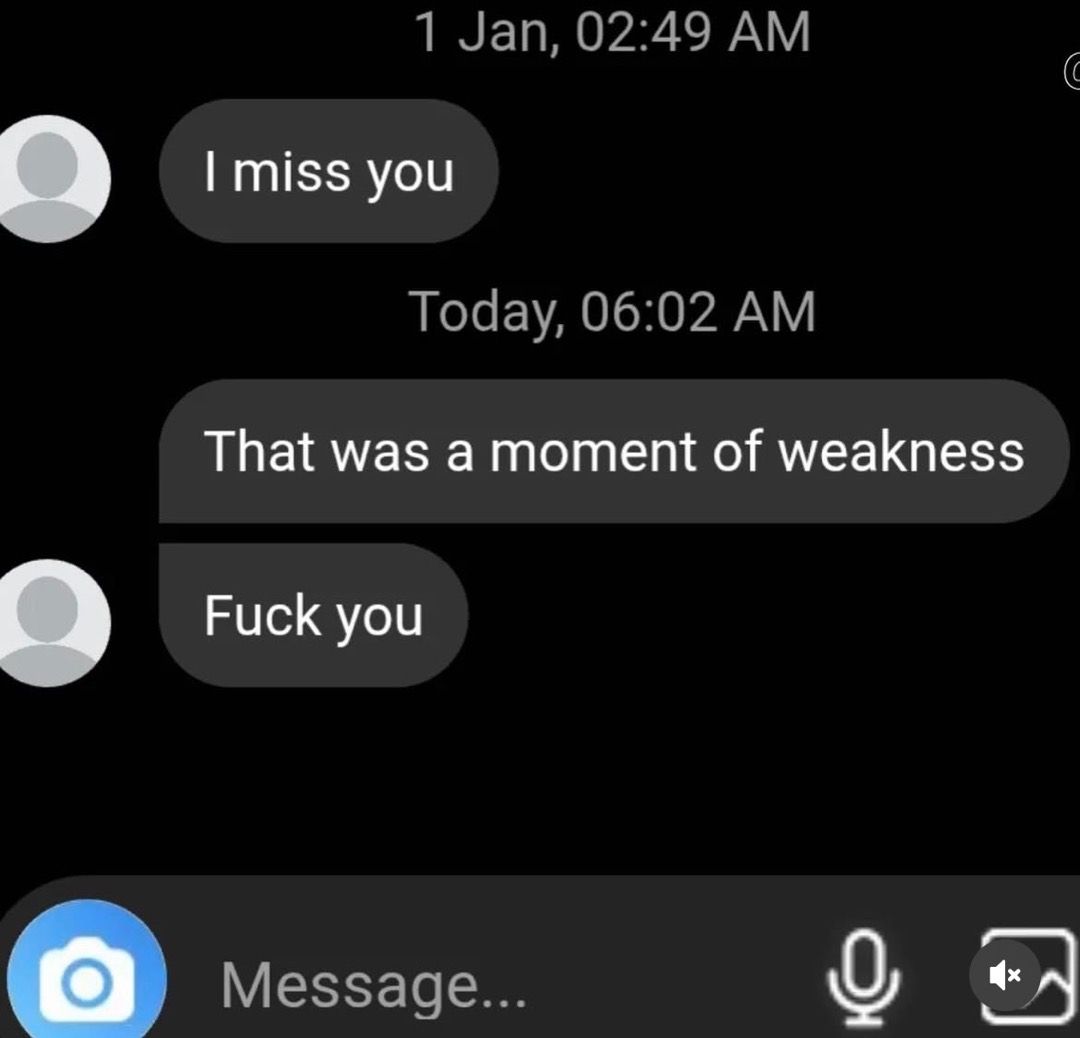 1 Jan, 02:49 AM
I miss you
Today, 06:02 AM
That was a moment of weakness
Fuck you
Message...